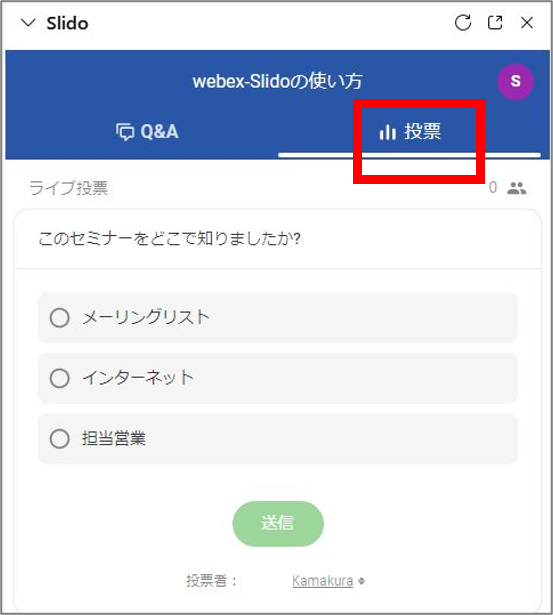 Slido
webex-Slidoの使い方
S
Q&A
投票
ライブ投票
0
このセミナーをどこで知りましたか?
メーリングリスト
インターネット
担当営業
送信
投票者：
Kamakura